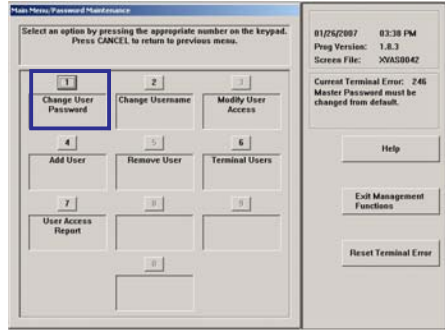 Main Menu/Password Maintenance
Select an option by pressing the appropriate number on the keypad.
Press CANCEL to return to previous menu.
01/26/2007 03:38 PM
Prog Version: 1.8.3
Screen File: XVAS0042
Current Terminal Error: 246
Master Password must be
changed from default.
1 2 3
Change User
Password
Change Username
Modify User
Access
4 5 6
Add User
Remove User
Terminal Users
7 8 9
User Access
Report
0
Help
Exit Management
Functions
Reset Terminal Error